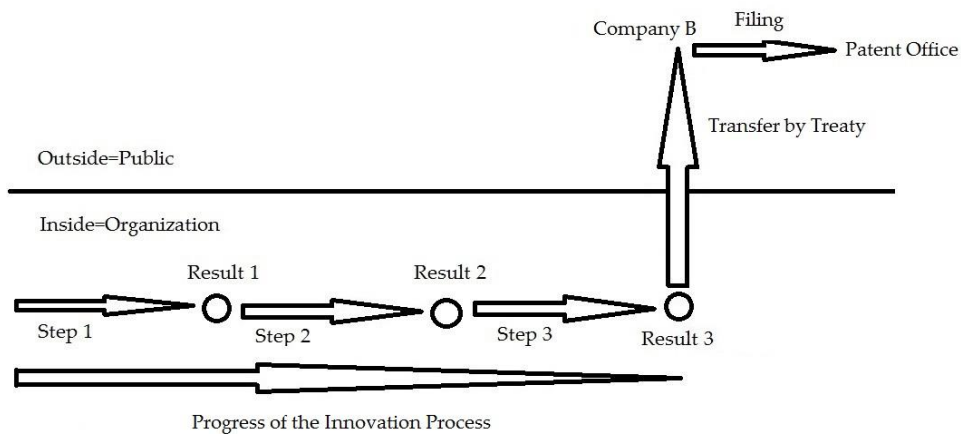 Company B
Filing
Patent Office
Transfer by Treaty
Outside=Public
Inside=Organization
Result 1
Result 2
Step 1
Step 2
Step 3
Result 3
Progress of the Innovation Process